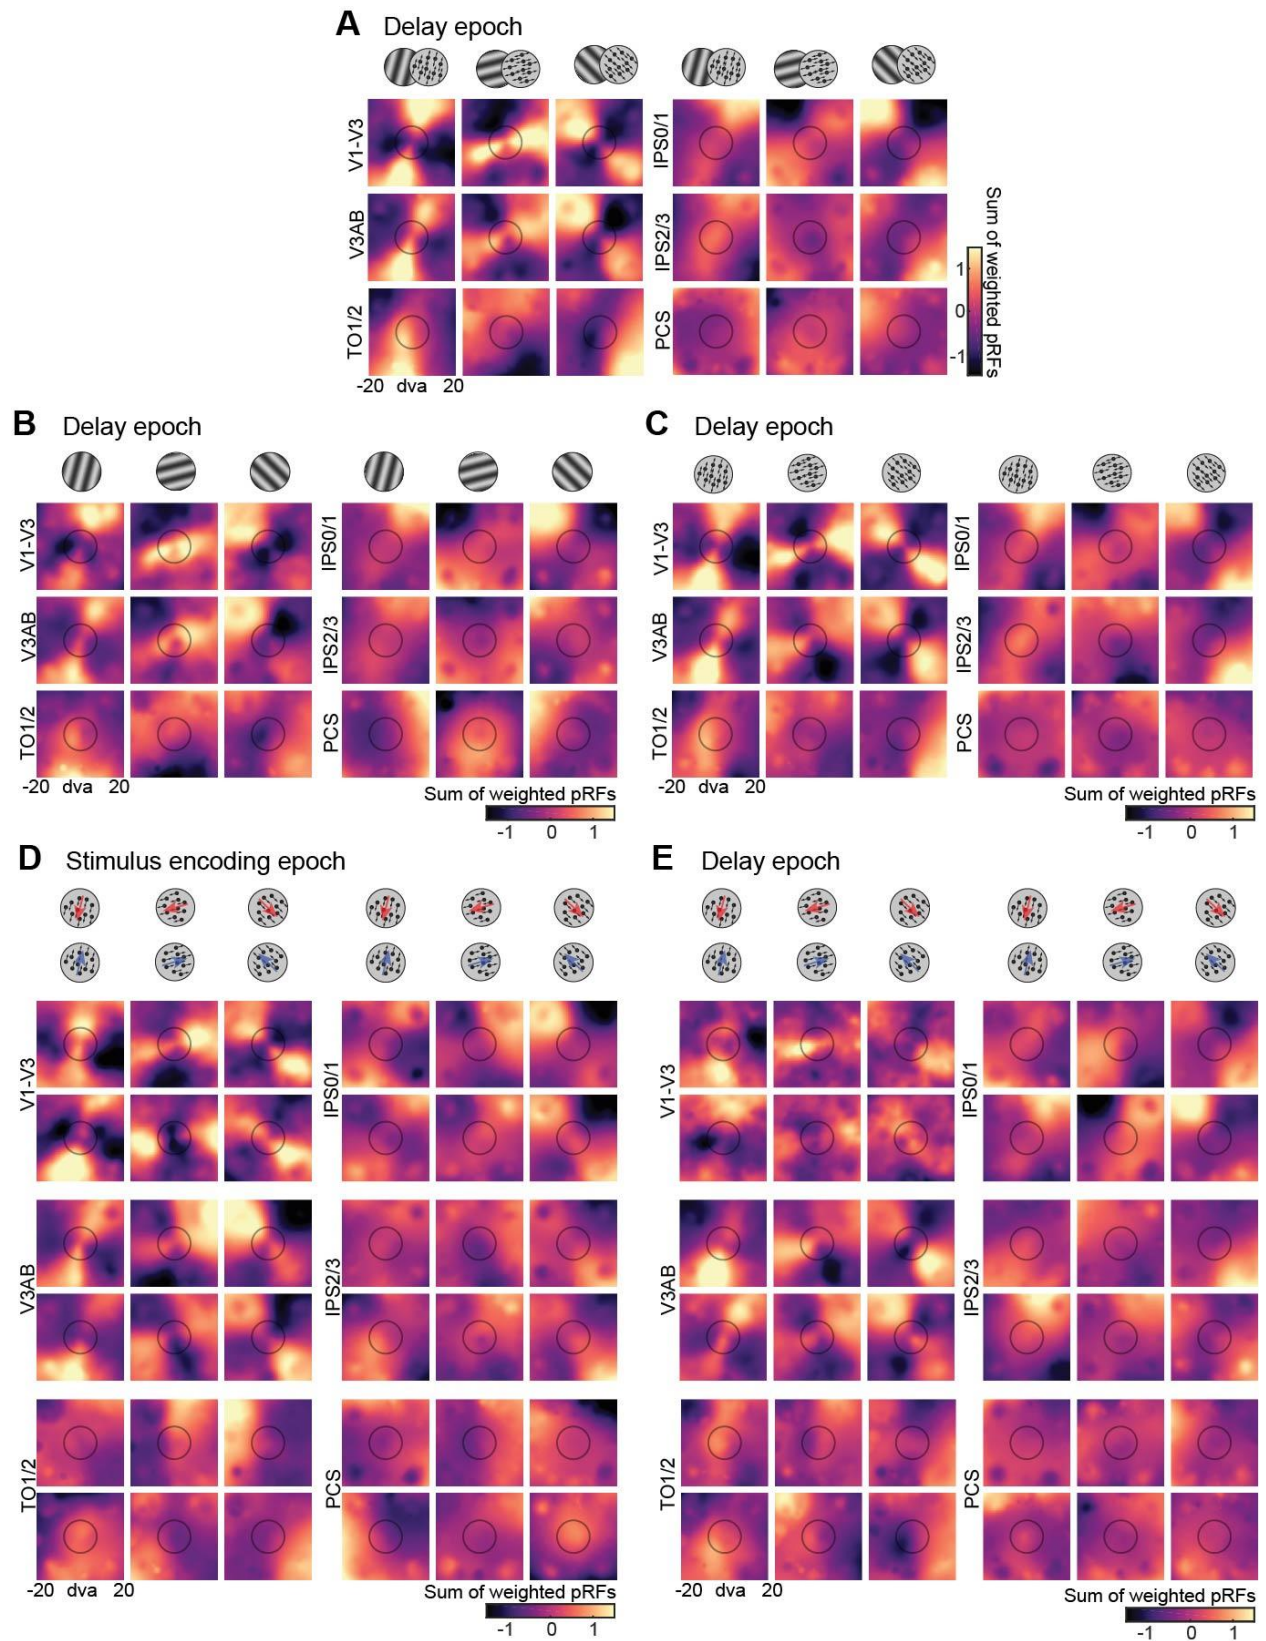 A Delay epoch
V1-V3
IPS0/1
V3AB
IPS2/3
TO1/2
PCS
Sum of weighted pRFs
1
0
-1
-20 dva 20
B Delay epoch
V1-V3
IPS0/1
V3AB
IPS2/3
TO1/2
PCS
-20 dva 20
Sum of weighted pRFs
-1 0 1
C Delay epoch
V1-V3
IPS0/1
V3AB
IPS2/3
TO1/2
PCS
-20 dva 20
Sum of weighted pRFs
-1 0 1
D Stimulus encoding epoch
V1-V3
IPS0/1
V3AB
IPS2/3
TO1/2
PCS
-20 dva 20
Sum of weighted pRFs
-1 0 1
E Delay epoch
V1-V3
IPS0/1
V3AB
IPS2/3
TO1/2
PCS
-20 dva 20
Sum of weighted pRFs
-1 0 1